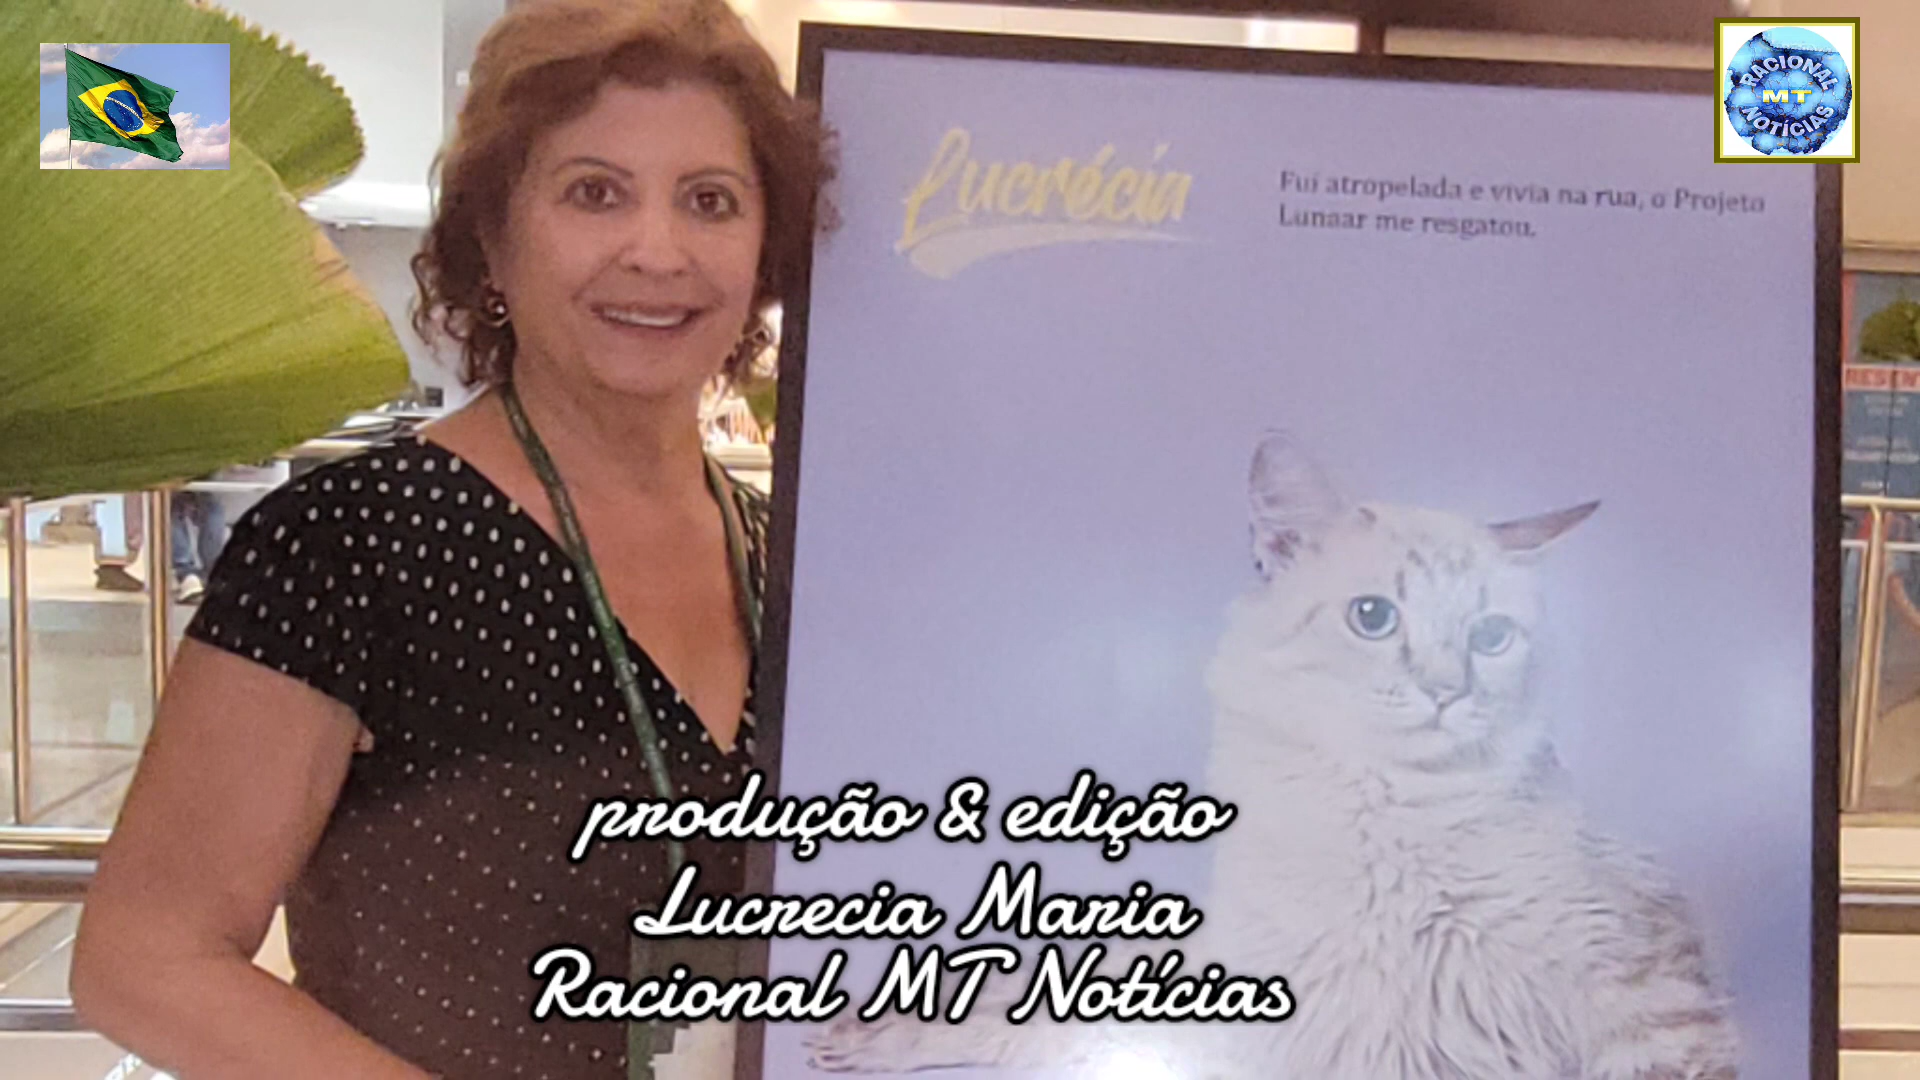 RACIONAL
MT
NOTÍCIAS
Lucrécia
Fui atropelada e vivia na rua, o Projeto
Lunaar me resgatou.
produção & edição
Lucrecia Maria
Racional MT Notícias